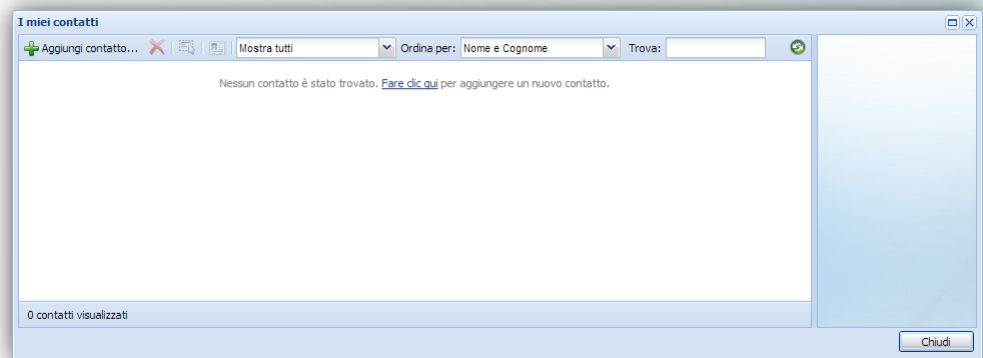 I miei contatti
Aggiungi contatto... Mostra tutti Ordina per: Nome e Cognome Trova:
Nessun contatto è stato trovato. Fare clic qui per aggiungere un nuovo contatto.
0 contatti visualizzati
Chiudi